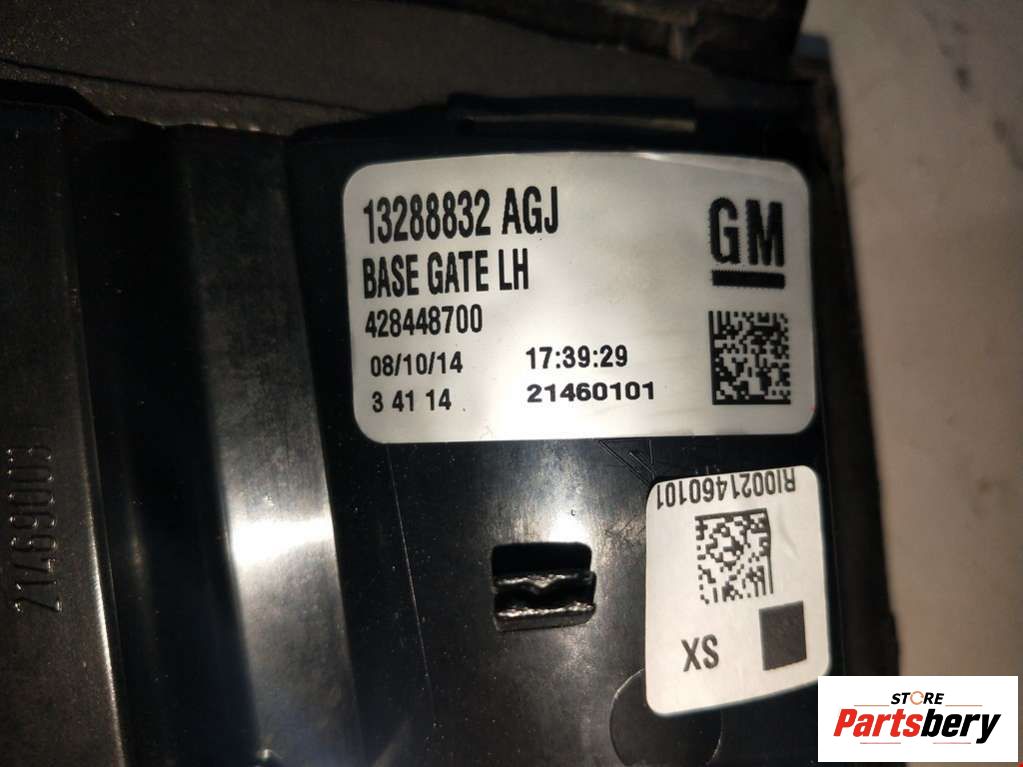 13288832 AGJ
GM
BASE GATE LH
428448700
08/10/14 17:39:29
3 41 14 21460101
RI0021460101
SX
21469003
STORE
Partsbery